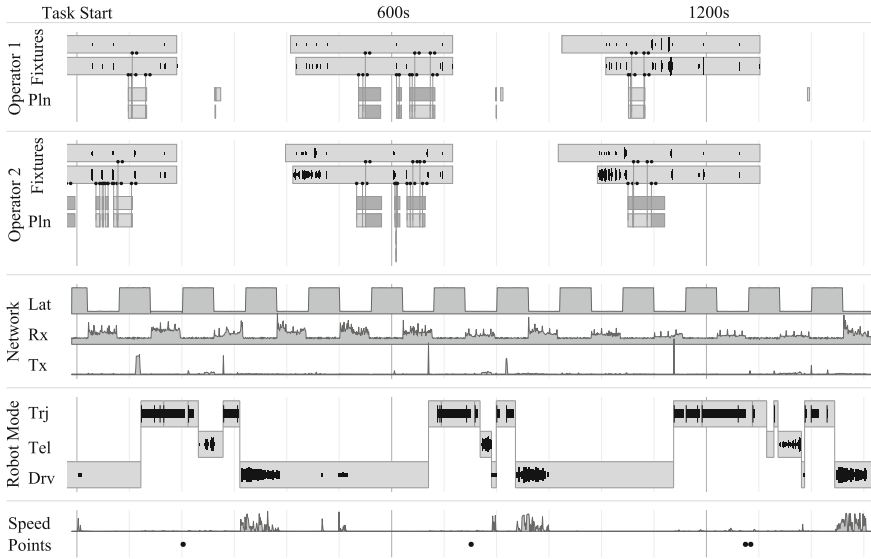 Task Start 600s 1200s
Operator 1
Fixtures
Pln
Operator 2
Fixtures
Pln
Network
Lat
Rx
Tx
Robot Mode
Trj
Tel
Drv
Speed
Points